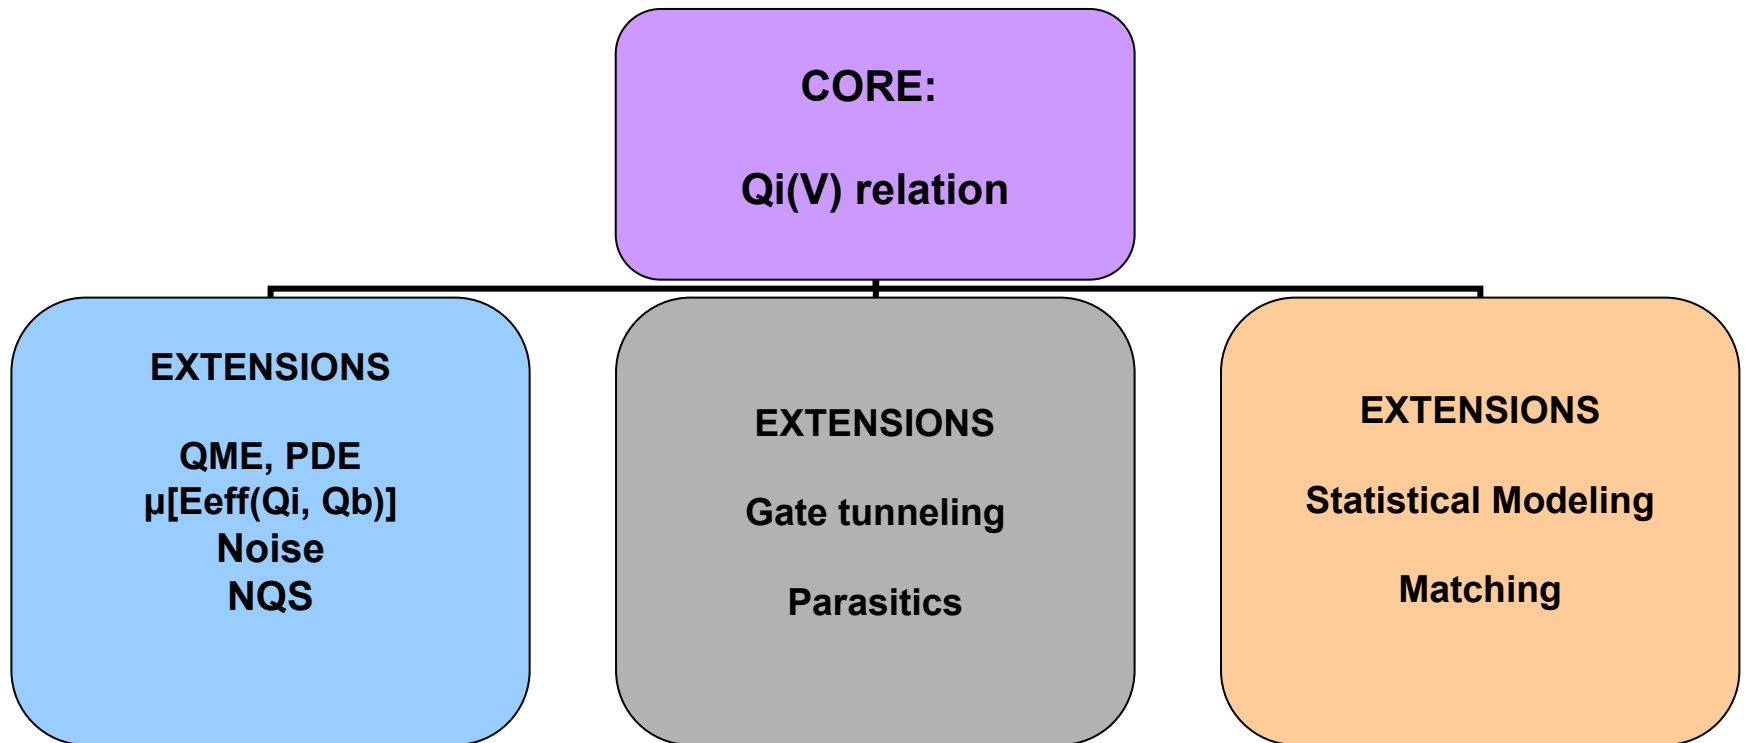 CORE:
Qi(V) relation
EXTENSIONS
QME, PDE
µ[Eeff(Qi, Qb)]
Noise
NQS
EXTENSIONS
Gate tunneling
Parasitics
EXTENSIONS
Statistical Modeling
Matching